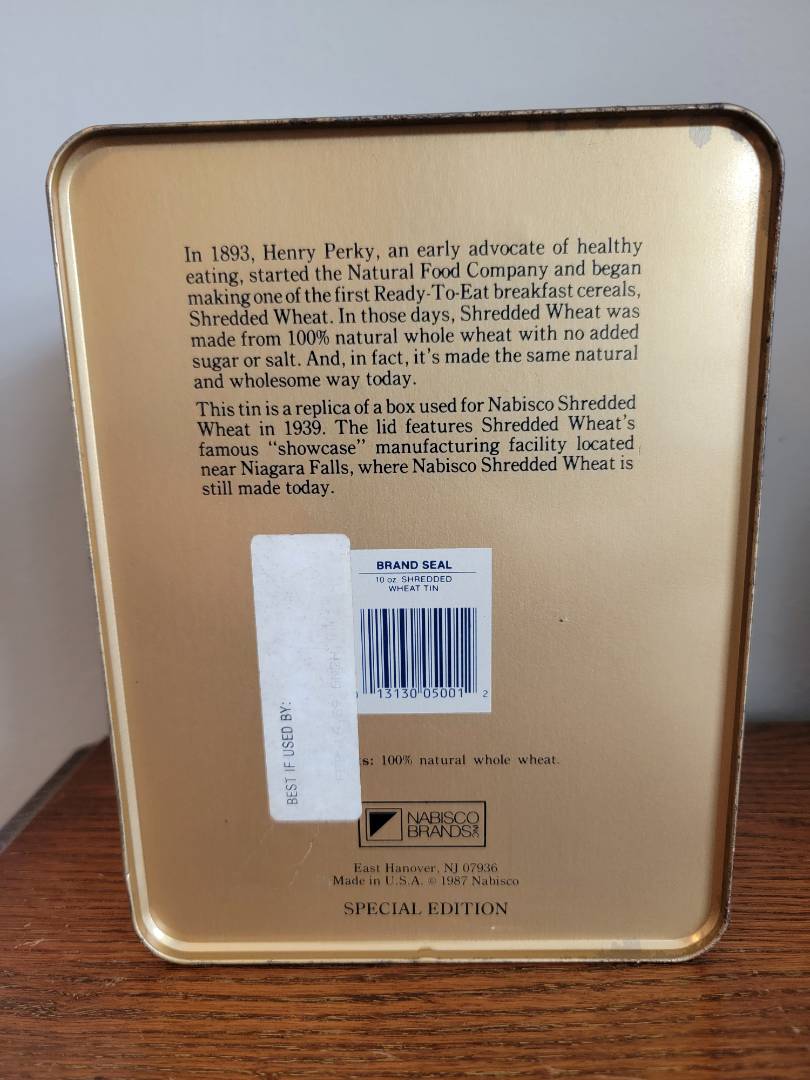 In 1893, Henry Perky, an early advocate of healthy
eating, started the Natural Food Company and began
making one of the first Ready-To-Eat breakfast cereals,
Shredded Wheat. In those days, Shredded Wheat was
made from 100% natural whole wheat with no added
sugar or salt. And, in fact, it's made the same natural
and wholesome way today.
This tin is a replica of a box used for Nabisco Shredded
Wheat in 1939. The lid features Shredded Wheat's
famous "showcase" manufacturing facility located
near Niagara Falls, where Nabisco Shredded Wheat is
still made today.
BRAND SEAL
10 oz. SHREDDED
WHEAT TIN
13130 05001 2
BEST IF USED BY:
s: 100% natural whole wheat.
NABISCO
BRANDS INC
East Hanover, NJ 07936
Made in U.S.A. © 1987 Nabisco
SPECIAL EDITION